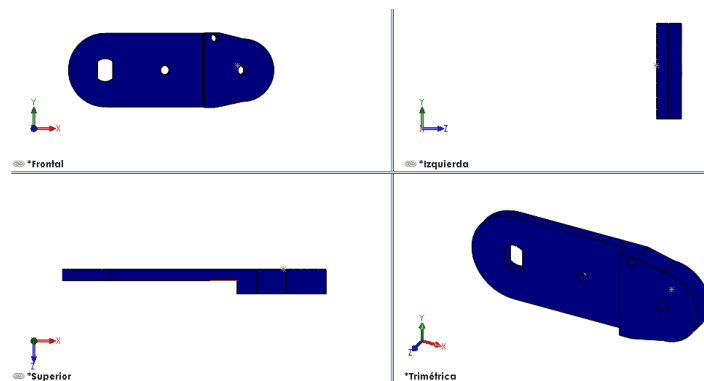 Y
X
*Frontal
Y
Z
*Izquierda
X
Z
*Superior
Y
X
Z
*Trimétrica